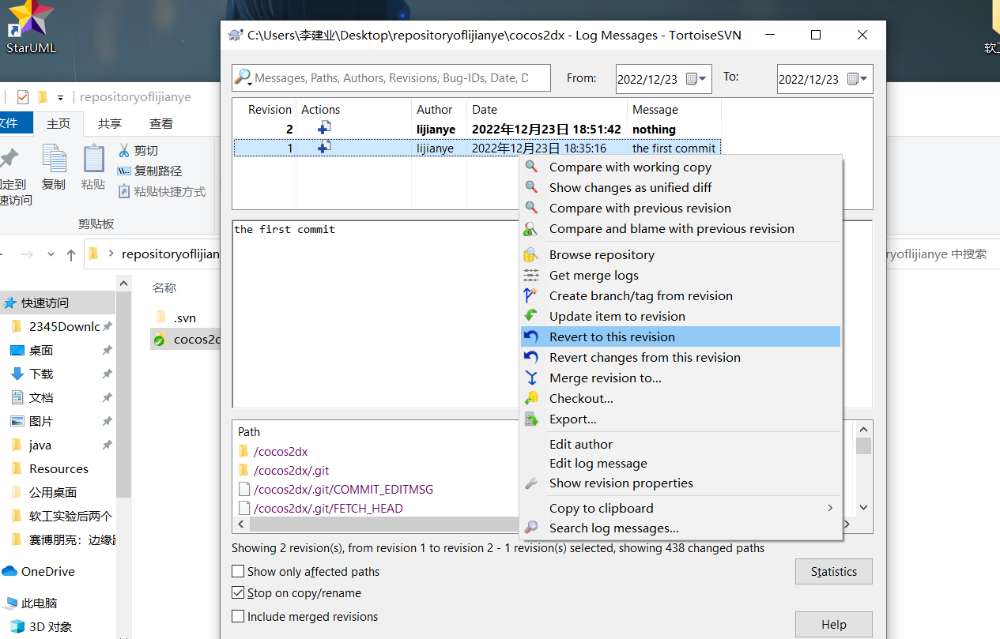 StarUML
C:\Users\李建业\Desktop\repositoryoflijianye\cocos2dx - Log Messages - TortoiseSVN
Messages, Paths, Authors, Revisions, Bug-IDs, Date, D
From:
2022/12/23
To:
2022/12/23
Revision Actions Author Date Message
2 lijianye 2022年12月23日 18:51:42 nothing
1 lijianye 2022年12月23日 18:35:16 the first commit
the first commit
Compare with working copy
Show changes as unified diff
Compare with previous revision
Compare and blame with previous revision
Browse repository
Get merge logs
Create branch/tag from revision
Update item to revision
Revert to this revision
Revert changes from this revision
Merge revision to...
Checkout...
Export...
Edit author
Edit log message
Show revision properties
Copy to clipboard
Search log messages...
Path
/cocos2dx
/cocos2dx/.git
/cocos2dx/.git/COMMIT_EDITMSG
/cocos2dx/.git/FETCH_HEAD
Showing 2 revision(s), from revision 1 to revision 2 - 1 revision(s) selected, showing 438 changed paths
Show only affected paths
Stop on copy/rename
Include merged revisions
Statistics
Help
repositoryoflijianye
文件 主页 共享 查看
固定到
速访问
复制
粘贴
剪切
复制路径
粘贴快捷方式
剪贴板
repositoryoflijian
ryoflijianye 中搜索
名称
.svn
cocos2d
快速访问
2345Downlc
桌面
下载
文档
图片
java
Resources
公用桌面
软工实验后两个
赛博朋克：边缘
OneDrive
此电脑
3D 对象
软工